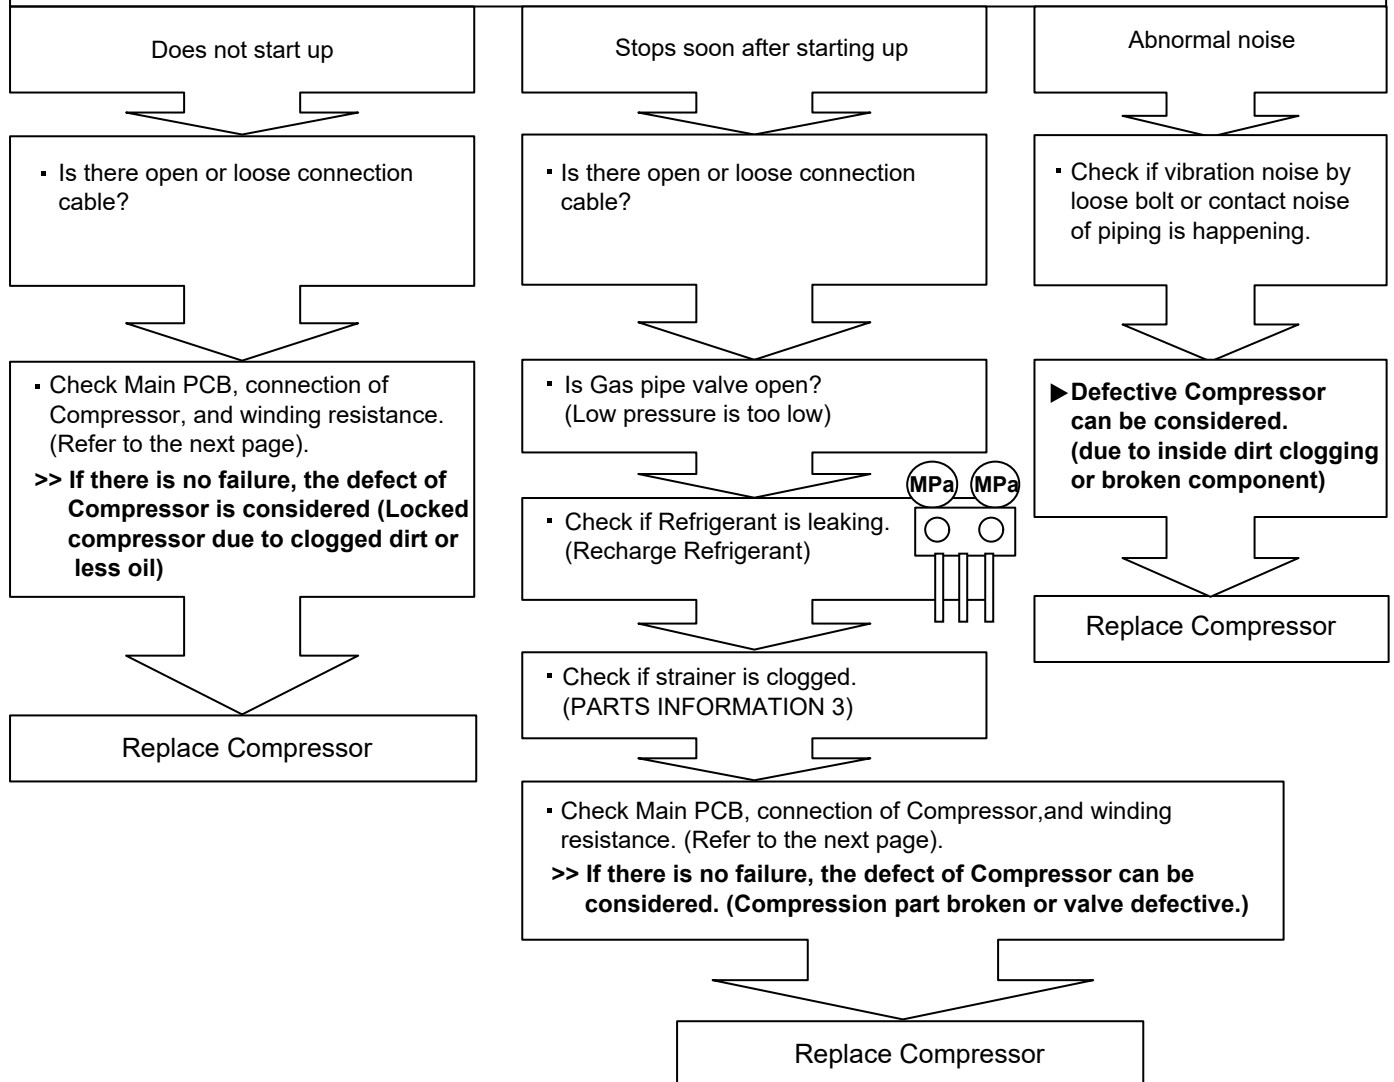 Does not start up
▪ Is there open or loose connection
cable?
▪ Check Main PCB, connection of
Compressor, and winding resistance.
(Refer to the next page).
>> If there is no failure, the defect of
Compressor is considered (Locked
compressor due to clogged dirt or
less oil)
Replace Compressor
Stops soon after starting up
▪ Is there open or loose connection
cable?
▪ Is Gas pipe valve open?
(Low pressure is too low)
MPa MPa
▪ Check if Refrigerant is leaking.
(Recharge Refrigerant)
▪ Check if strainer is clogged.
(PARTS INFORMATION 3)
▪ Check Main PCB, connection of Compressor,and winding
resistance. (Refer to the next page).
>> If there is no failure, the defect of Compressor can be
considered. (Compression part broken or valve defective.)
Replace Compressor
Abnormal noise
▪ Check if vibration noise by
loose bolt or contact noise
of piping is happening.
▶Defective Compressor
can be considered.
(due to inside dirt clogging
or broken component)
Replace Compressor